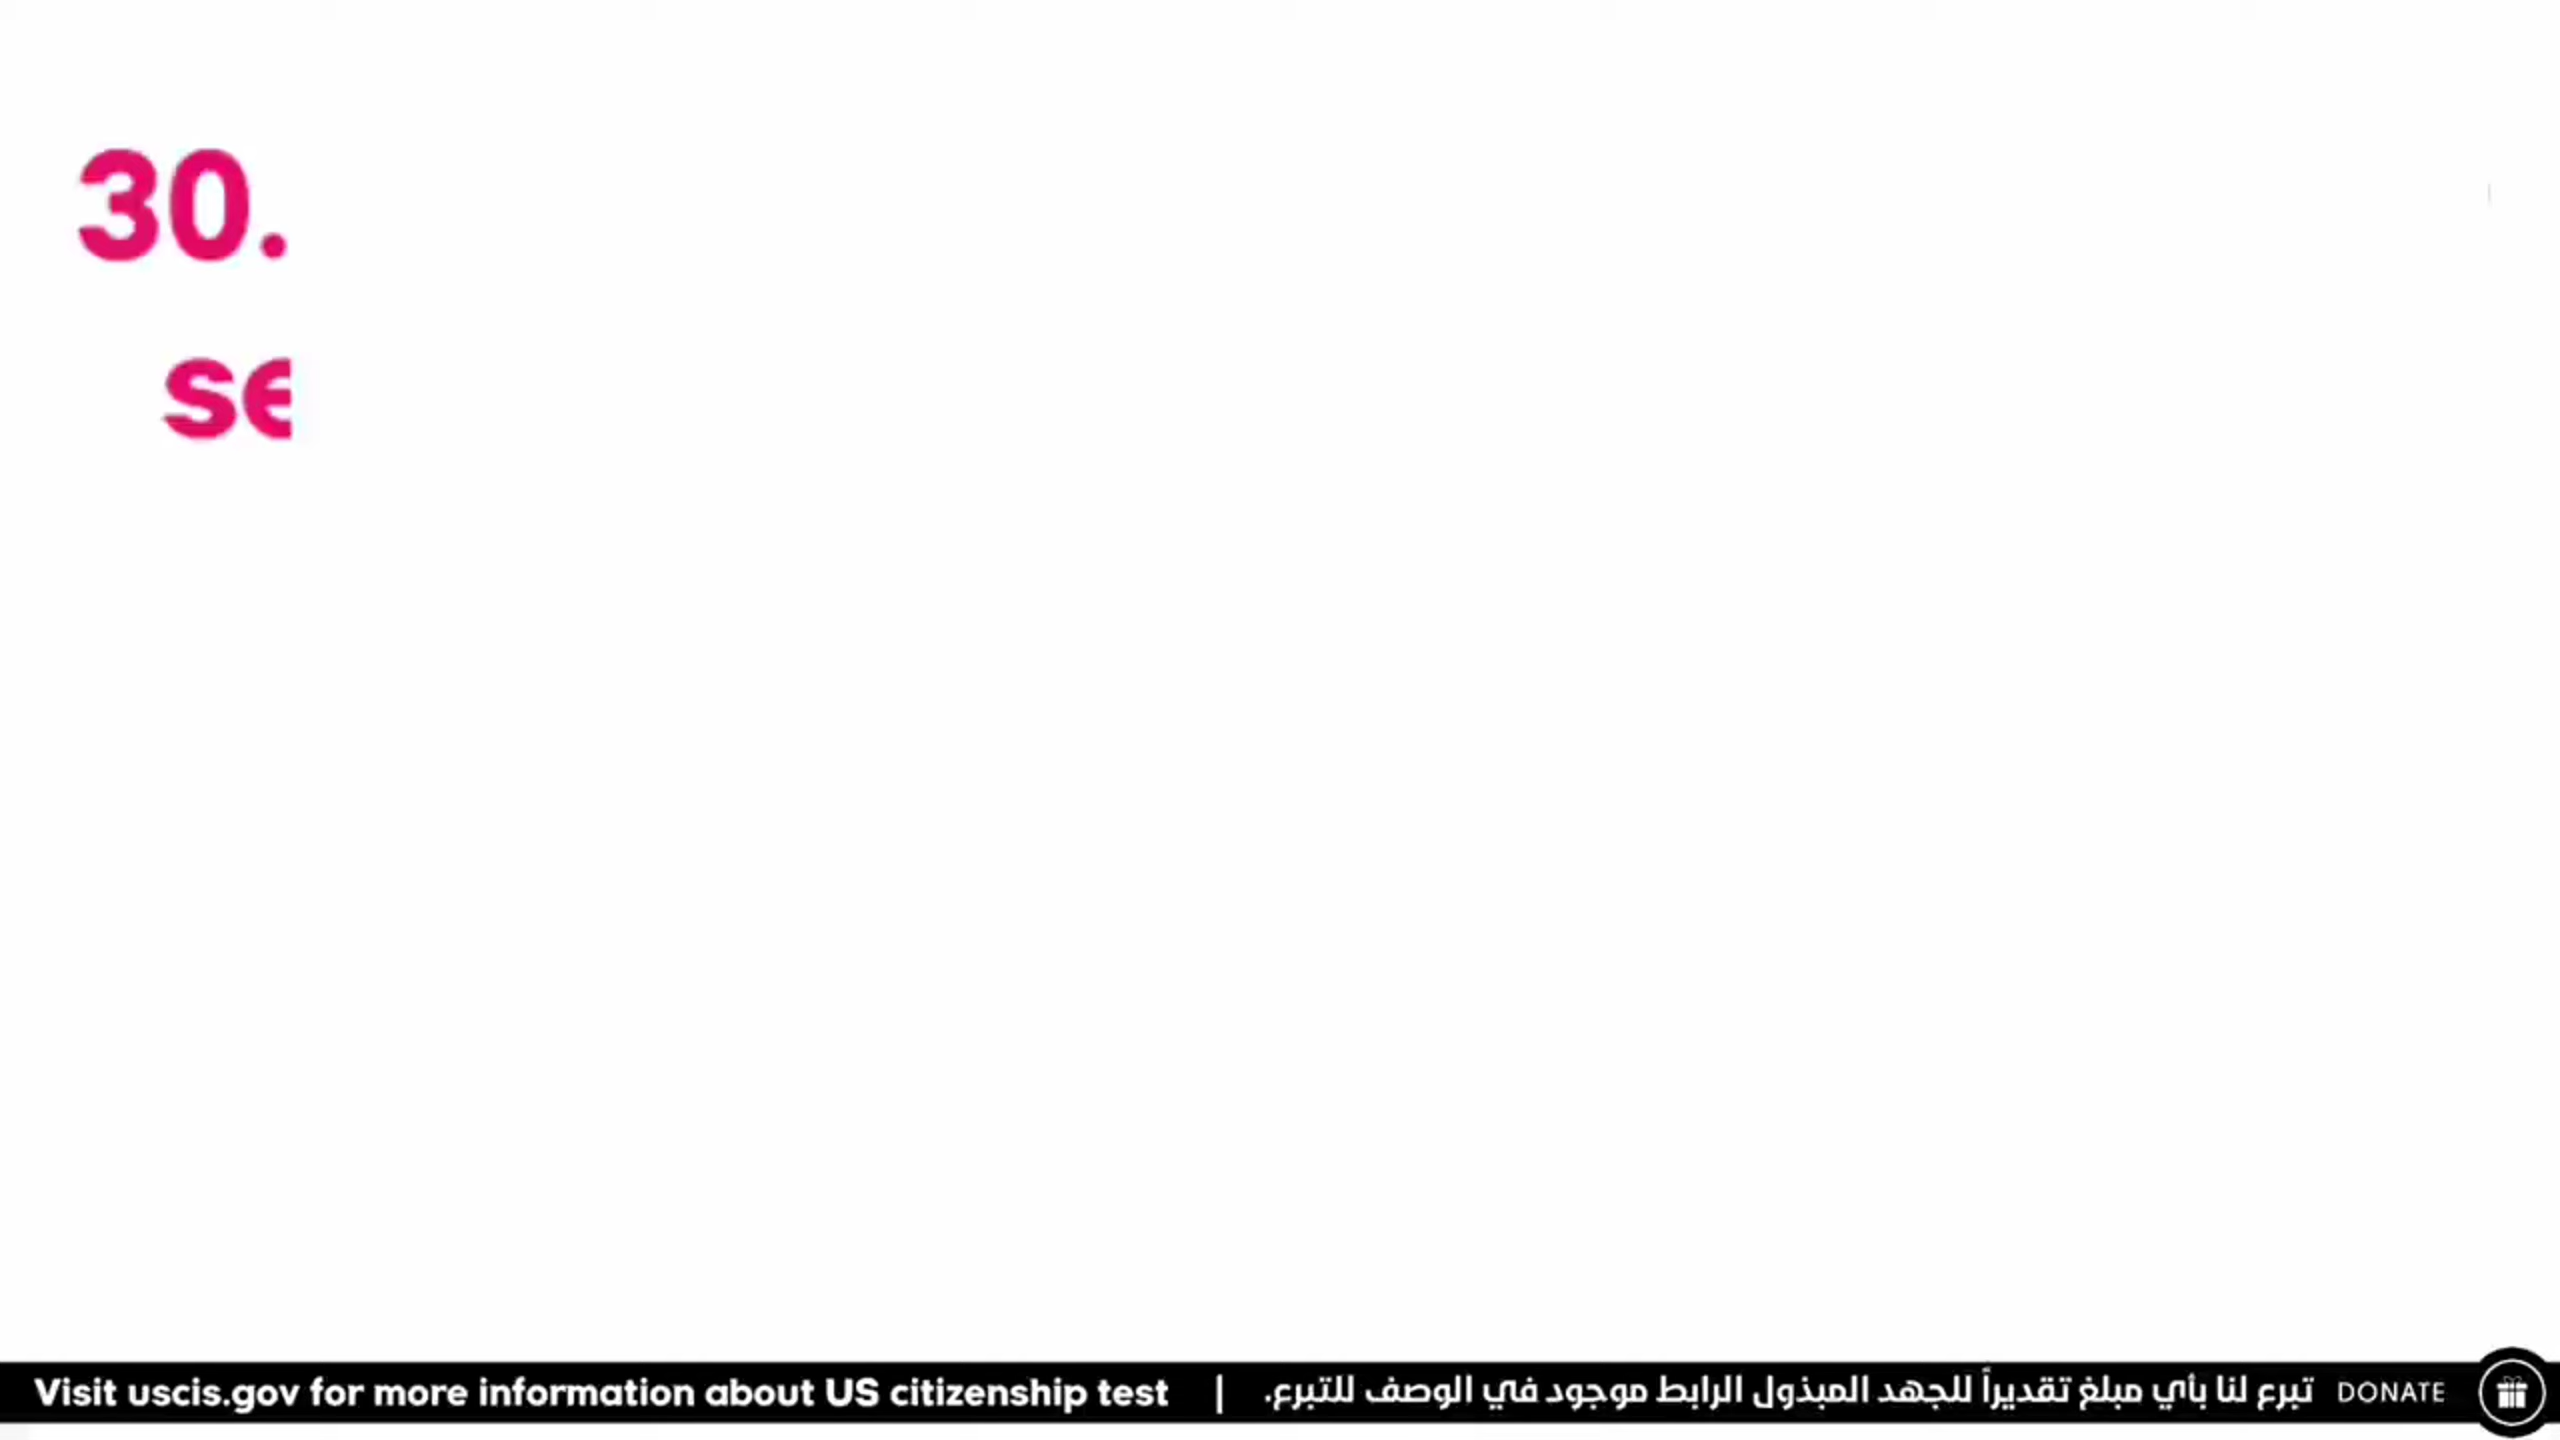 30.
se
Visit uscis.gov for more information about US citizenship test | تبرع لنا بأي مبلغ تقديراً للجهد المبذول الرابط موجود في الوصف للتبرع. DONATE